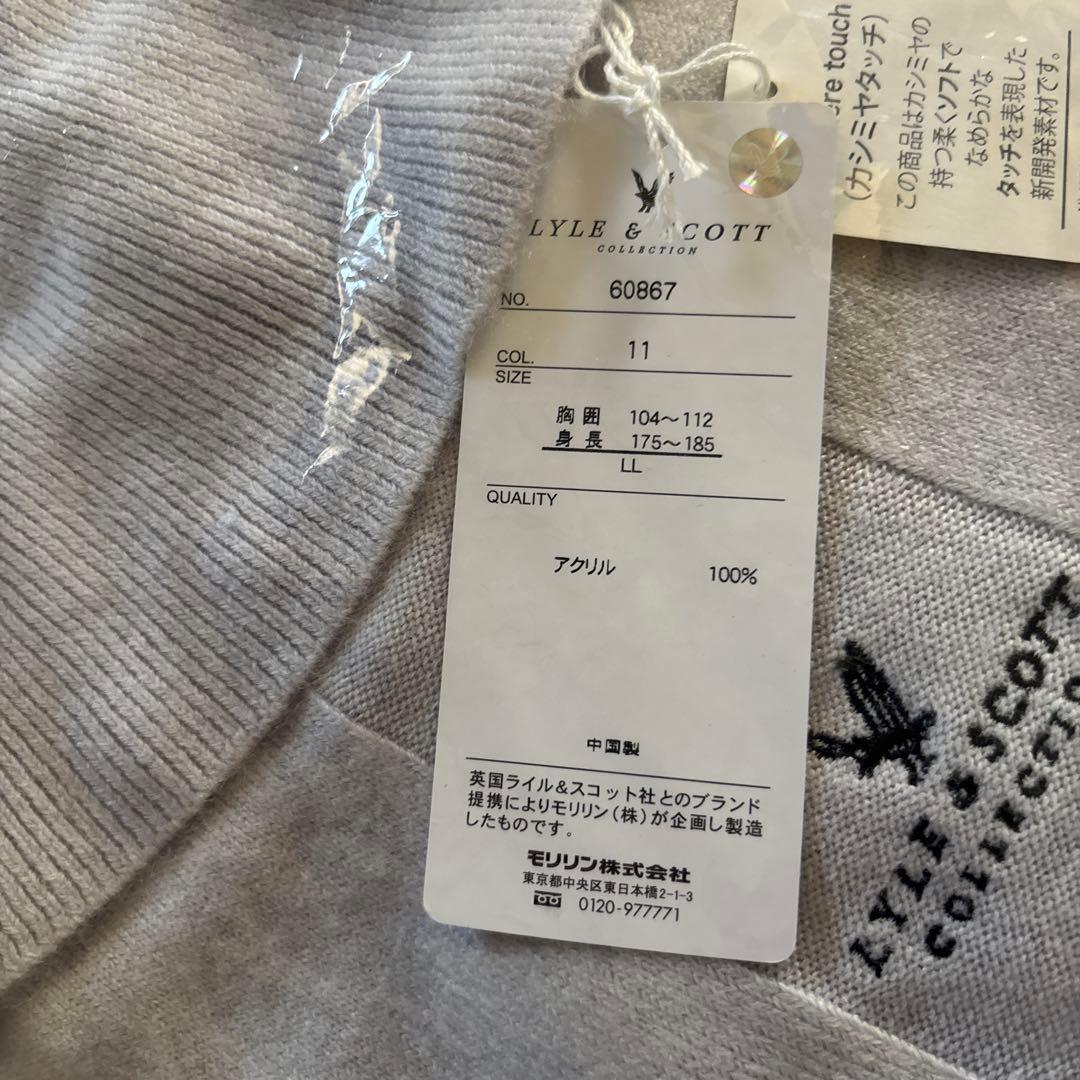 LYLE & SCOTT
COLLECTION
NO. 60867
COL. 11
SIZE
胸囲 104～112
身長 175～185
LL
QUALITY
アクリル 100%
中国製
英国ライル&スコット社とのブランド
提携によりモリリン(株)が企画し製造
したものです。
モリリン株式会社
東京都中央区東日本橋2-1-3
0120-977771
touch
(カシミヤタッチ)
この商品はカシミヤの
持つ柔くソフトで
なめらかな
タッチを表現した
新開発素材です。
LYLE & SCOTT
COLLECTIO